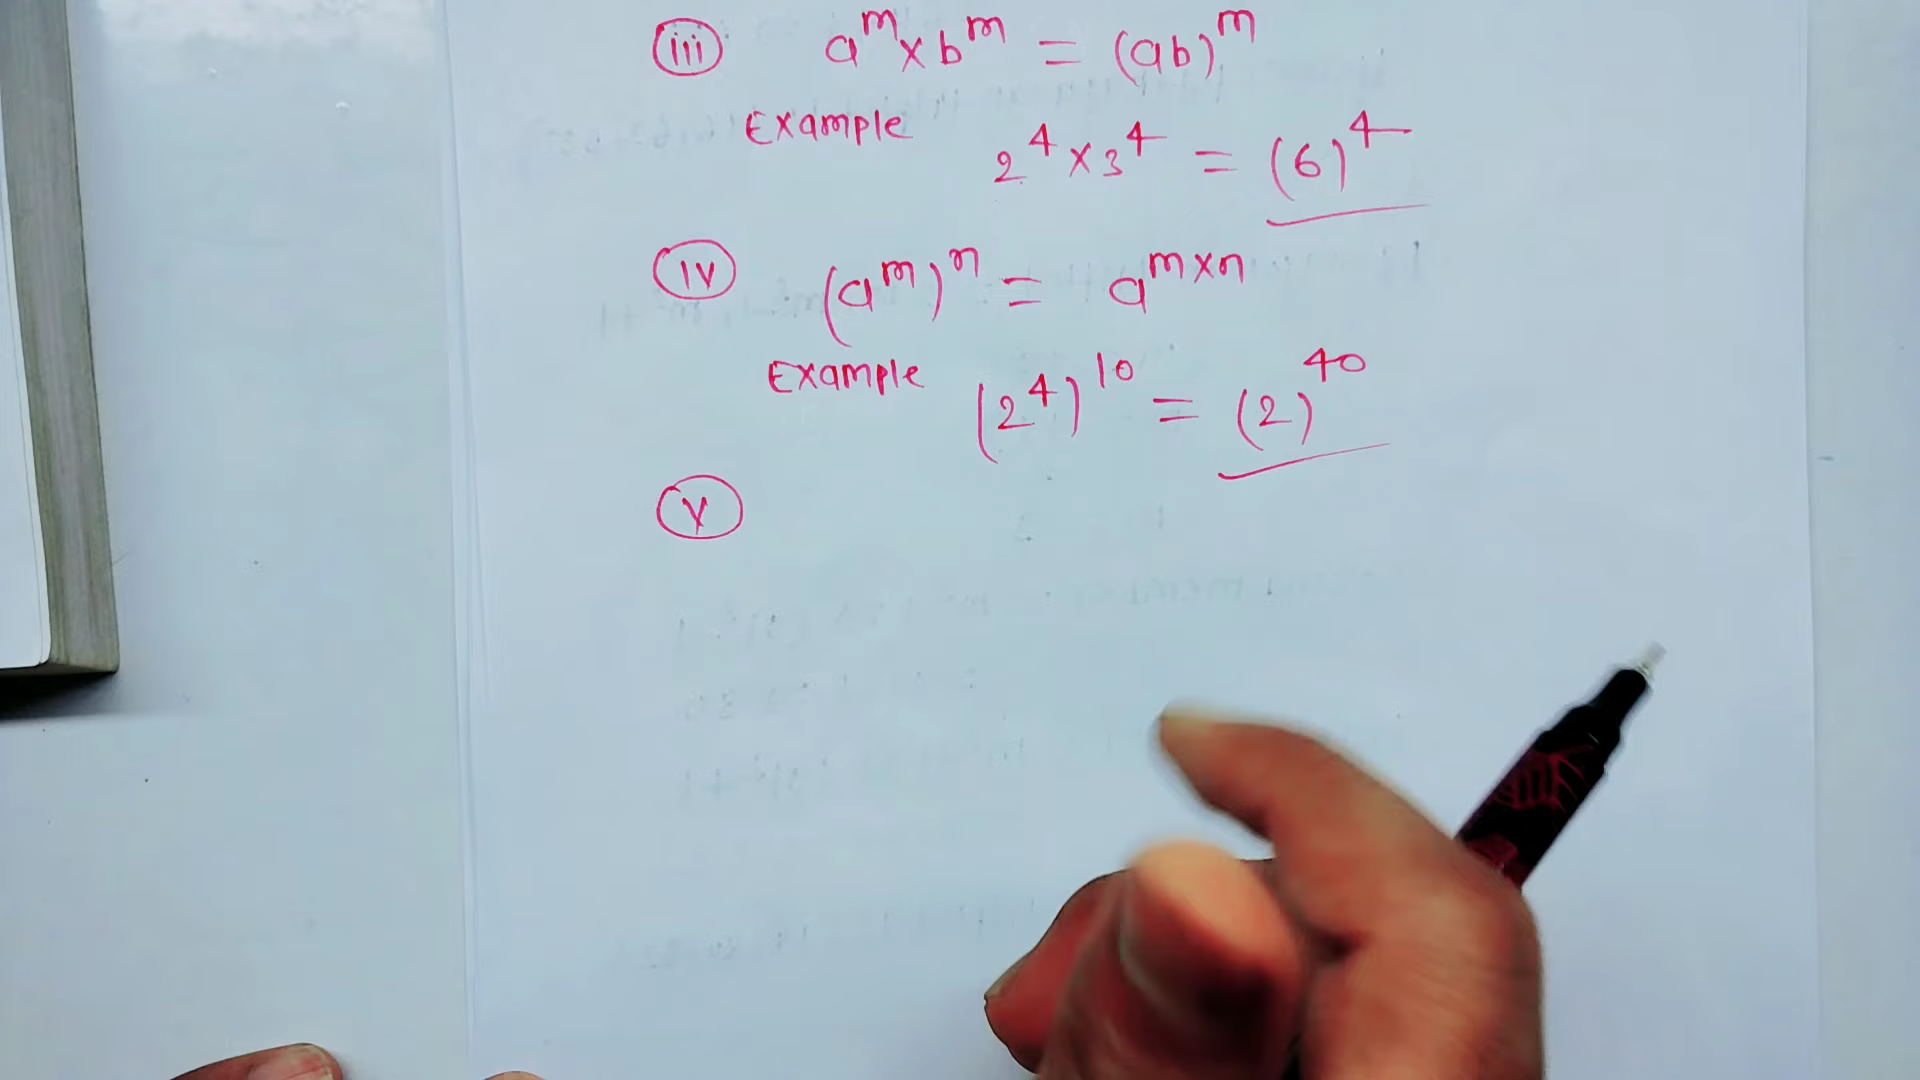 (iii) a^m × b^m = (ab)^m
Example 2^4 × 3^4 = (6)^4
(iv) (a^m)^n = a^(m×n)
Example (2^4)^10 = (2)^40
(v)